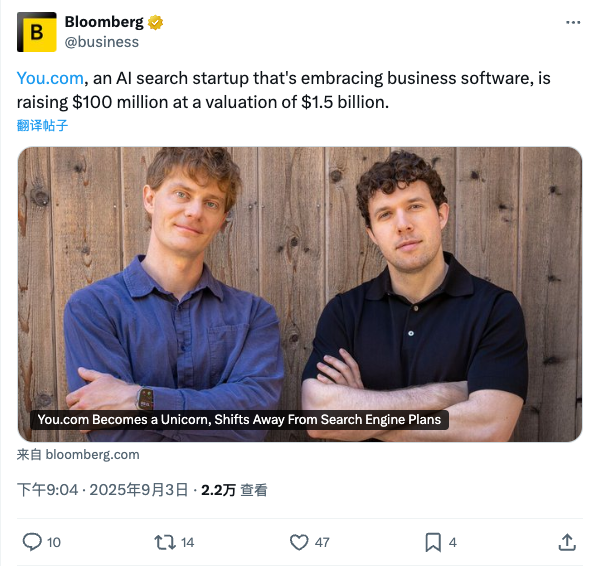 B
Bloomberg
@business
You.com, an AI search startup that's embracing business software, is
raising $100 million at a valuation of $1.5 billion.
翻译帖子
You.com Becomes a Unicorn, Shifts Away From Search Engine Plans
来自 bloomberg.com
下午9:04 · 2025年9月3日 · 2.2万 查看
10 14 47 4